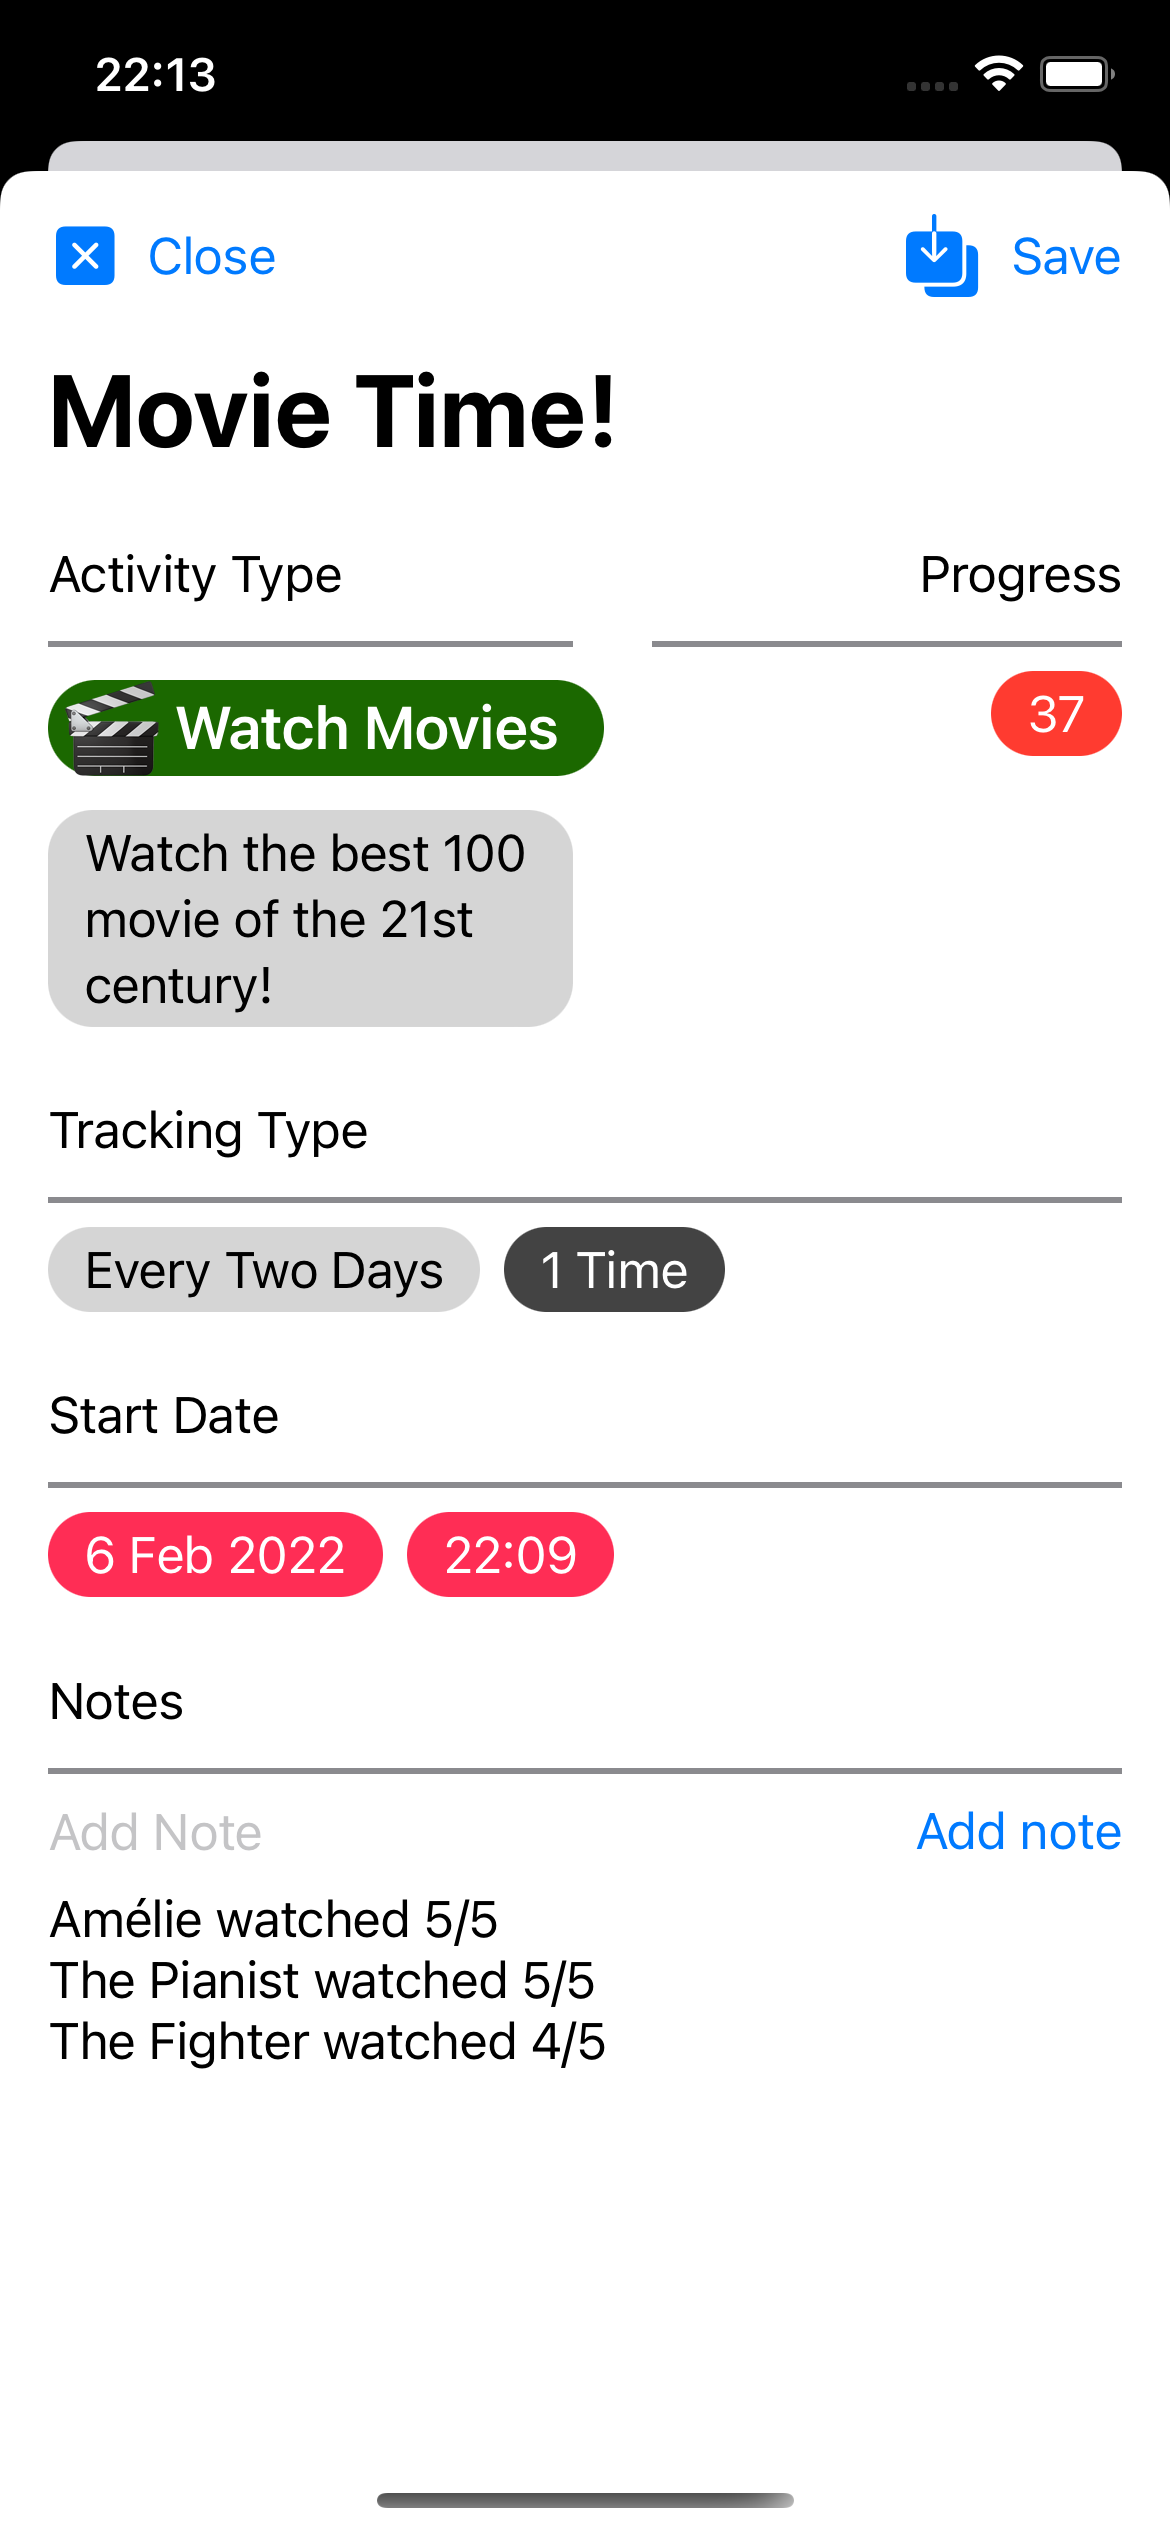 22:13
Close
Save
Movie Time!
Activity Type
Progress
Watch Movies
37
Watch the best 100
movie of the 21st
century!
Tracking Type
Every Two Days
1 Time
Start Date
6 Feb 2022
22:09
Notes
Add Note
Add note
Amélie watched 5/5
The Pianist watched 5/5
The Fighter watched 4/5